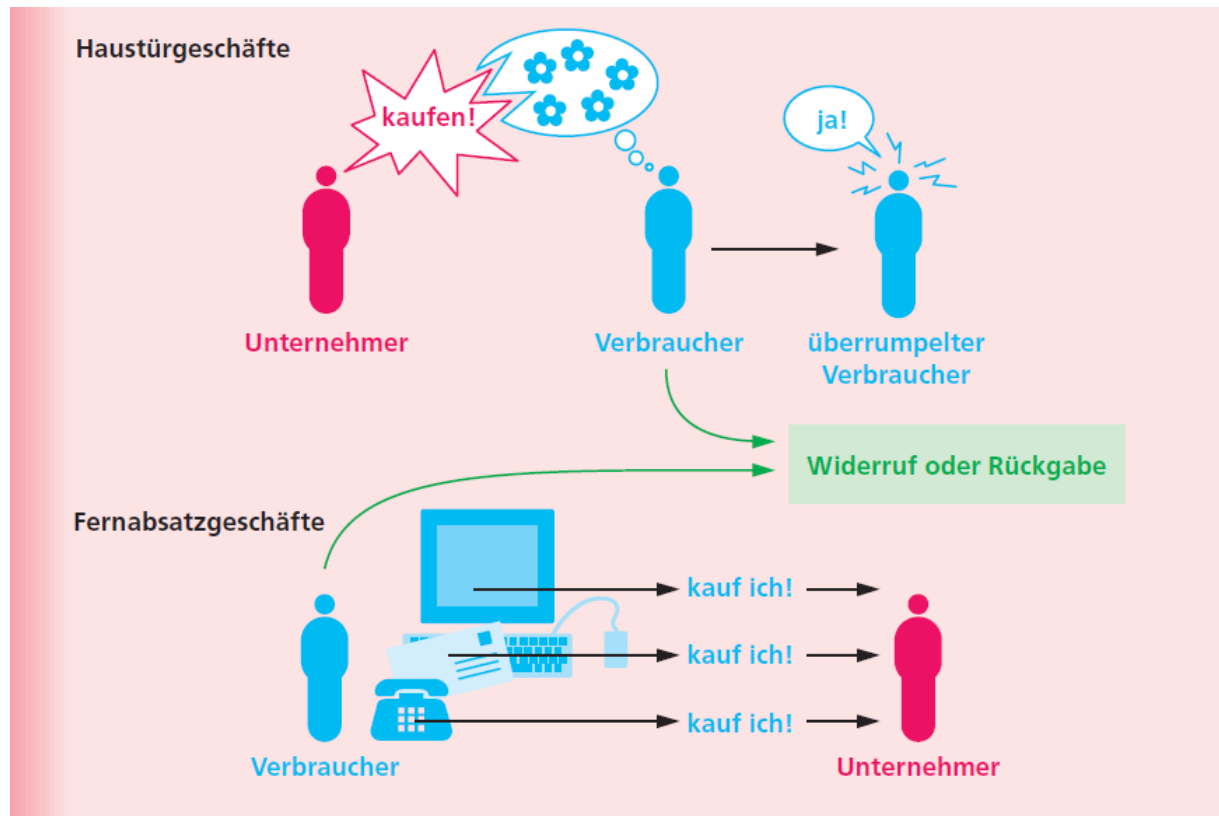 Haustürgeschäfte
kaufen!
ja!
Unternehmer
Verbraucher
überrumpelter
Verbraucher
Widerruf oder Rückgabe
Fernabsatzgeschäfte
kauf ich!
kauf ich!
kauf ich!
Verbraucher
Unternehmer